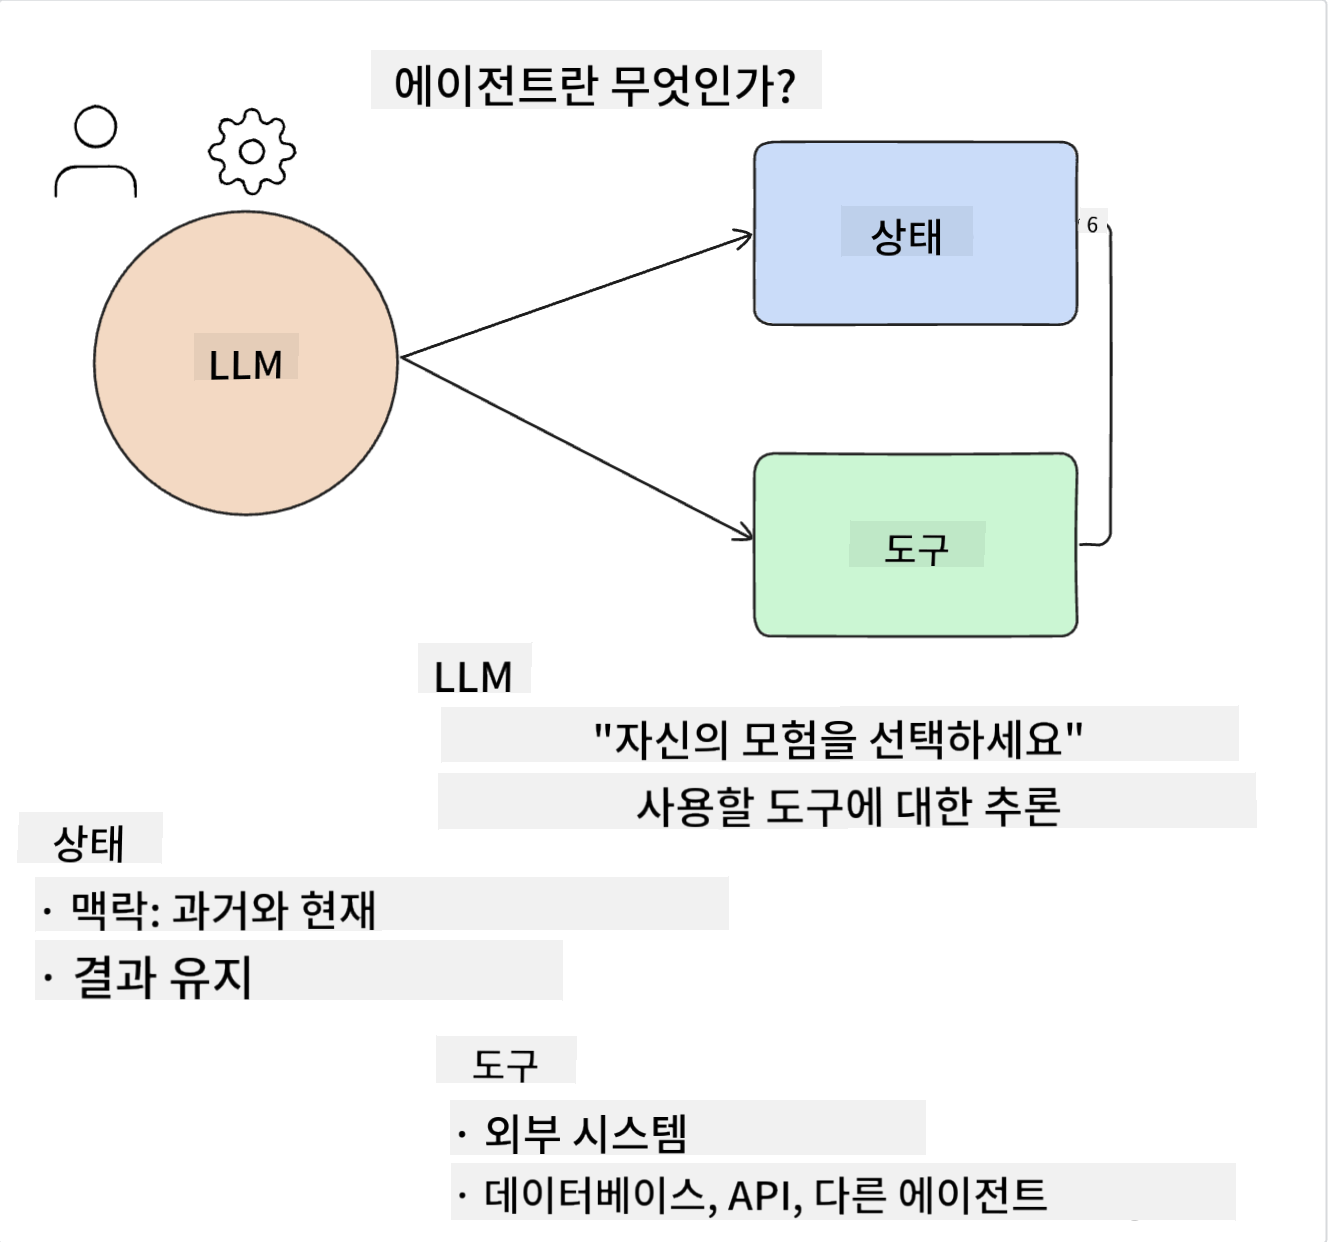 에이전트란 무엇인가?
상태
6
LLM
도구
LLM
"자신의 모험을 선택하세요"
사용할 도구에 대한 추론
상태
· 맥락: 과거와 현재
· 결과 유지
도구
· 외부 시스템
· 데이터베이스, API, 다른 에이전트